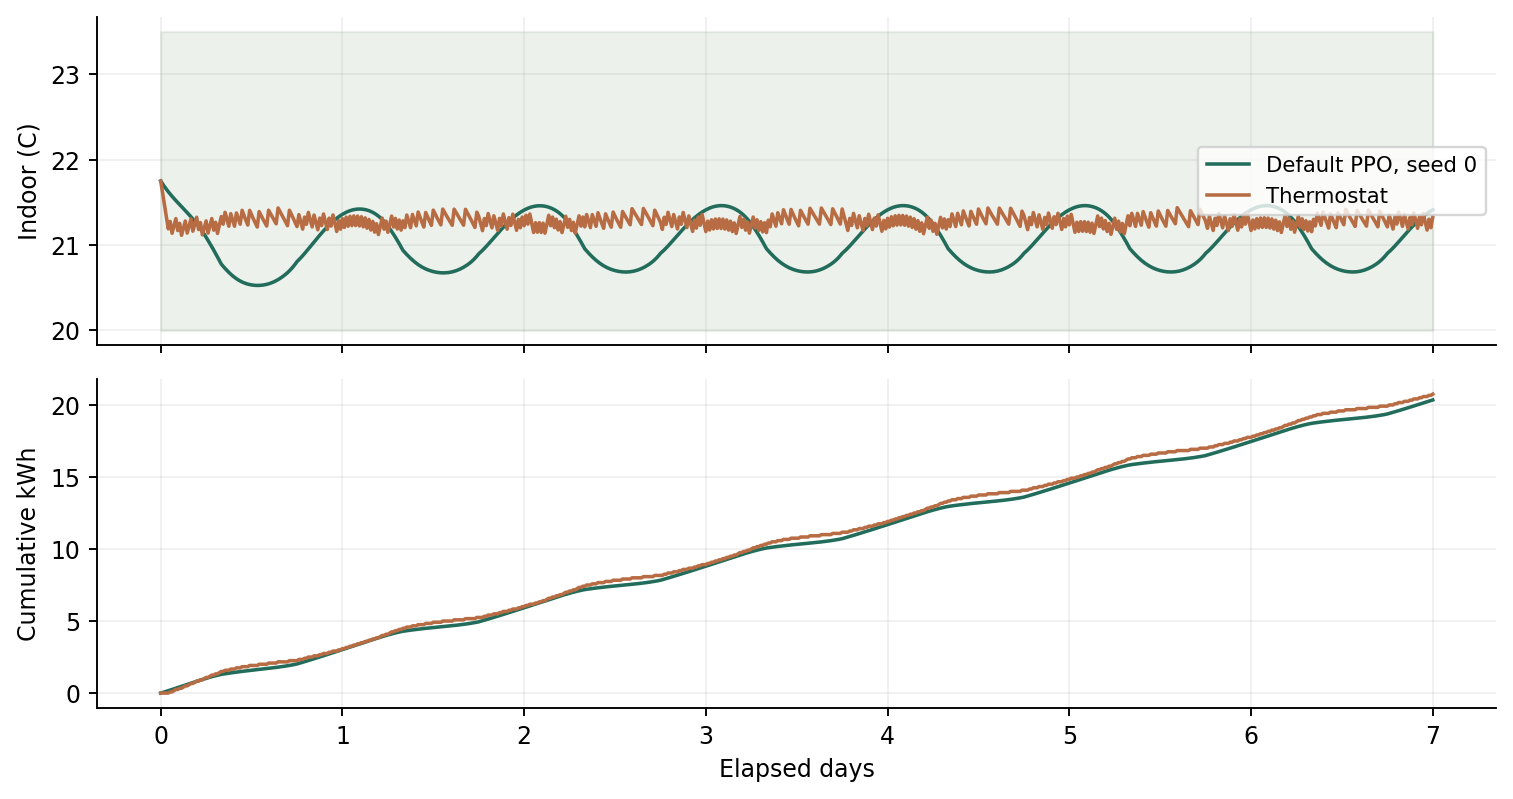 Indoor (C)
23
22
21
20
Default PPO, seed 0
Thermostat
Cumulative kWh
20
15
10
5
0
0 1 2 3 4 5 6 7
Elapsed days